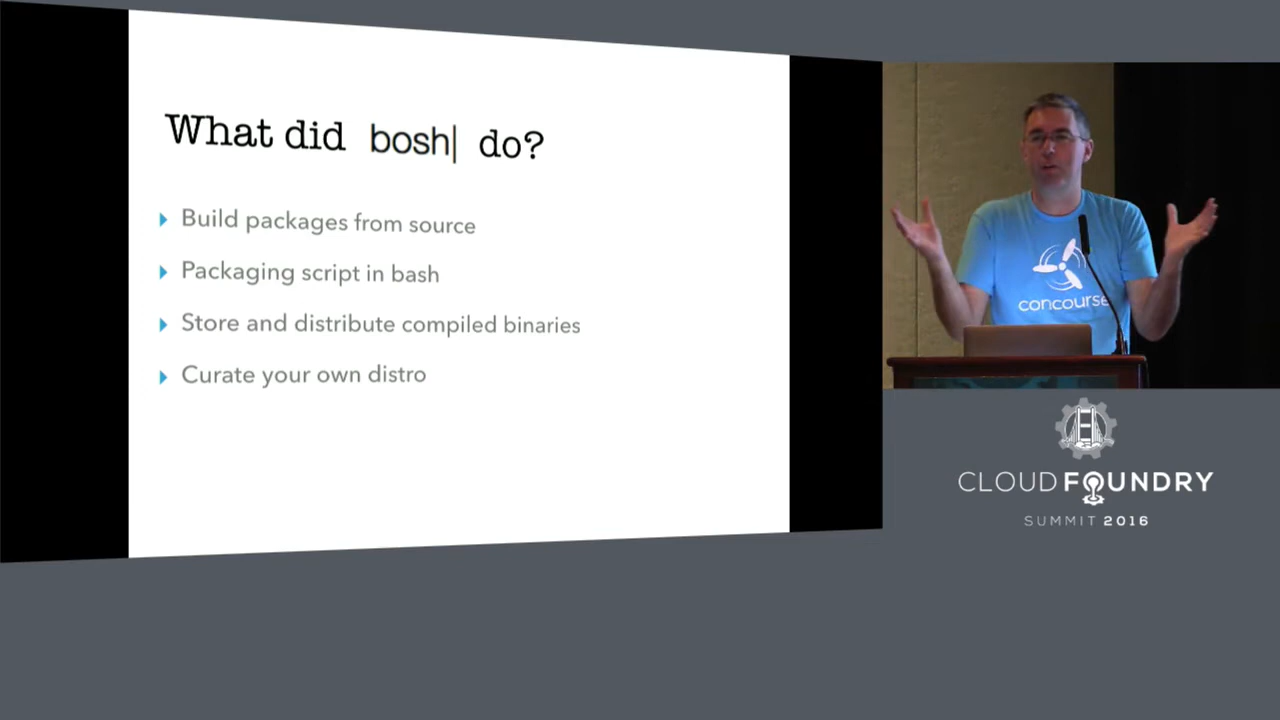 What did bosh| do?
Build packages from source
Packaging script in bash
Store and distribute compiled binaries
Curate your own distro
concourse
CLOUD FOUNDRY
SUMMIT 2016